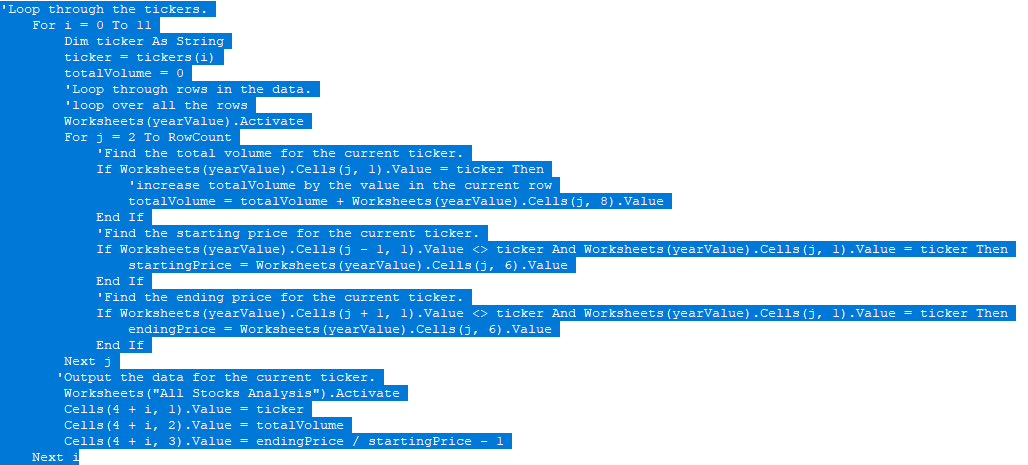 'Loop through the tickers.
For i = 0 To 11
Dim ticker As String
ticker = tickers(i)
totalVolume = 0
'Loop through rows in the data.
'loop over all the rows
Worksheets(yearValue).Activate
For j = 2 To RowCount
'Find the total volume for the current ticker.
If Worksheets(yearValue).Cells(j, 1).Value = ticker Then
'increase totalVolume by the value in the current row
totalVolume = totalVolume + Worksheets(yearValue).Cells(j, 8).Value
End If
'Find the starting price for the current ticker.
If Worksheets(yearValue).Cells(j - 1, 1).Value <> ticker And Worksheets(yearValue).Cells(j, 1).Value = ticker Then
startingPrice = Worksheets(yearValue).Cells(j, 6).Value
End If
'Find the ending price for the current ticker.
If Worksheets(yearValue).Cells(j + 1, 1).Value <> ticker And Worksheets(yearValue).Cells(j, 1).Value = ticker Then
endingPrice = Worksheets(yearValue).Cells(j, 6).Value
End If
Next j
'Output the data for the current ticker.
Worksheets("All Stocks Analysis").Activate
Cells(4 + i, 1).Value = ticker
Cells(4 + i, 2).Value = totalVolume
Cells(4 + i, 3).Value = endingPrice / startingPrice - 1
Next i